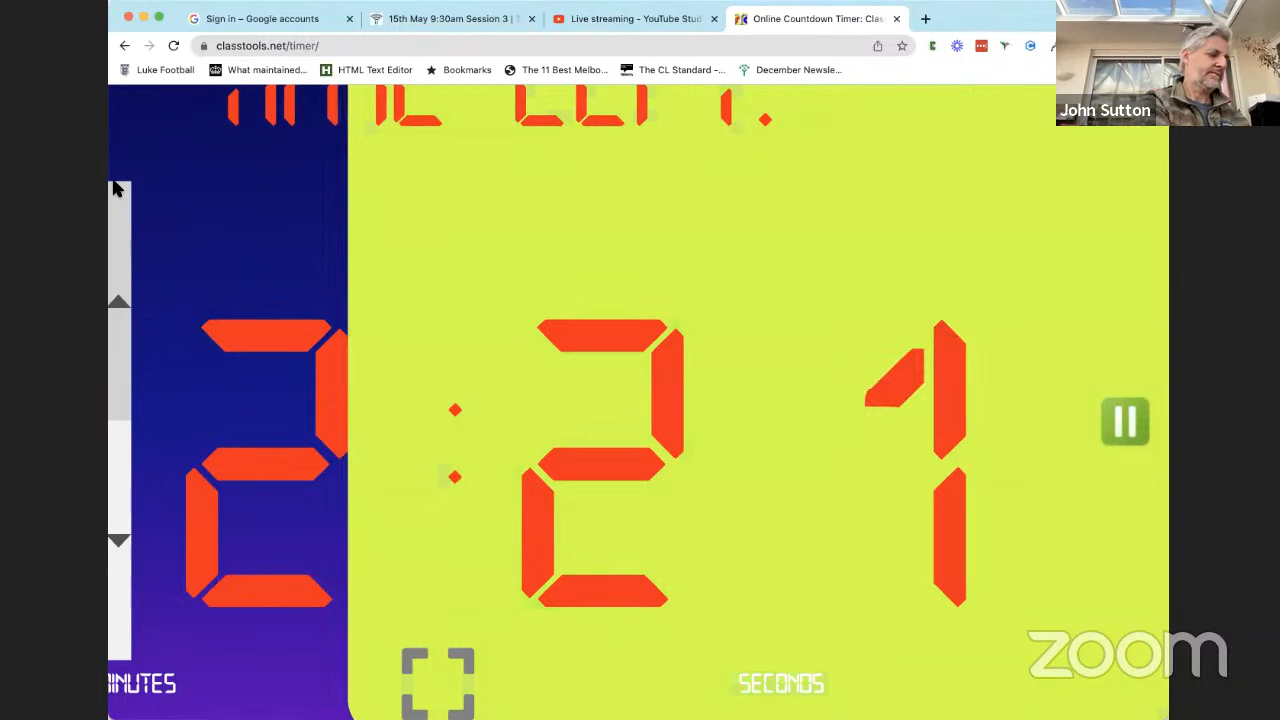 Sign in – Google accounts
15th May 9:30am Session 3 | T
Live streaming - YouTube Stud
Online Countdown Timer: Clas
classtools.net/timer/
Luke Football
What maintained...
HTML Text Editor
Bookmarks
The 11 Best Melbo...
The CL Standard -...
December Newsle...
John Sutton
2:21
INUTES
SECONDS
zoom